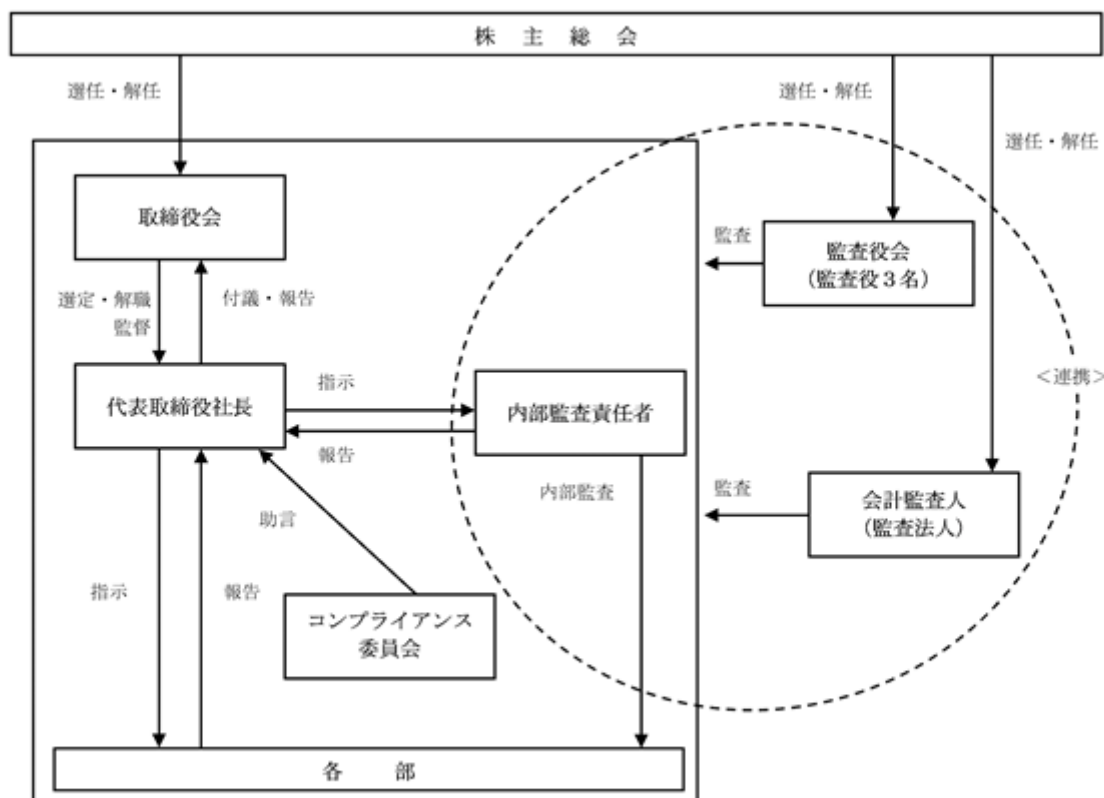 株主総会
選任・解任
選任・解任
選任・解任
取締役会
監査
監査役会
（監査役３名）
選定・解職
監督
付議・報告
代表取締役社長
指示
報告
内部監査責任者
＜連携＞
内部監査
助言
監査
会計監査人
（監査法人）
指示
報告
コンプライアンス
委員会
各部